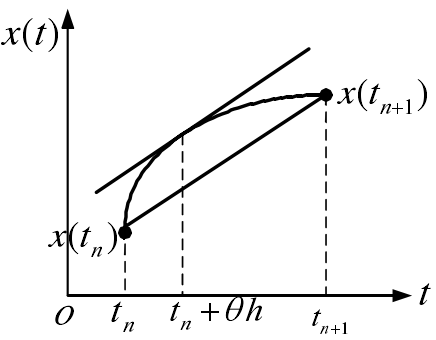 x(t)
x(t_{n+1})
x(t_n)
t
o t_n t_n + θh t_{n+1}